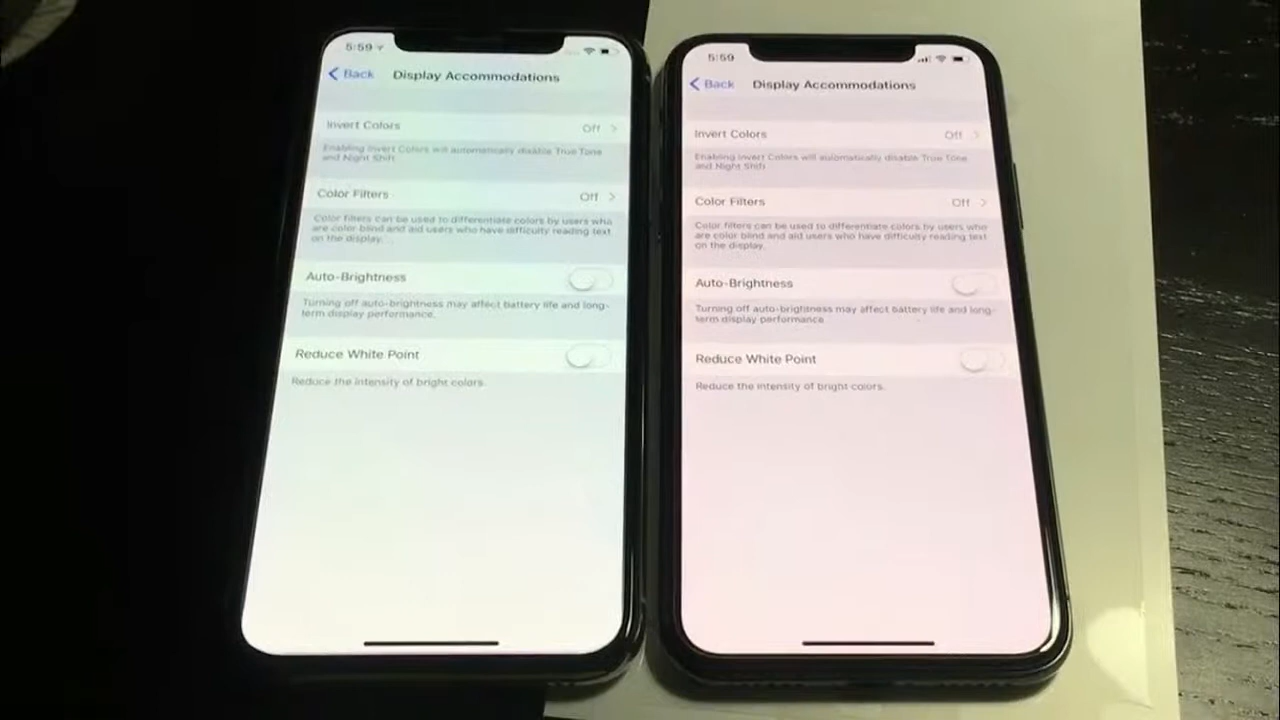 5:59
Back
Display Accommodations
Invert Colors
Off
Enabling Invert Colors will automatically disable True Tone
and Night Shift.
Color Filters
Off
Color filters can be used to differentiate colors by users who
are color blind and aid users who have difficulty reading text
on the display.
Auto-Brightness
Turning off auto-brightness may affect battery life and long-
term display performance.
Reduce White Point
Reduce the intensity of bright colors.
5:59
Back
Display Accommodations
Invert Colors
Off
Enabling Invert Colors will automatically disable True Tone
and Night Shift.
Color Filters
Off
Color filters can be used to differentiate colors by users who
are color blind and aid users who have difficulty reading text
on the display.
Auto-Brightness
Turning off auto-brightness may affect battery life and long-
term display performance.
Reduce White Point
Reduce the intensity of bright colors.